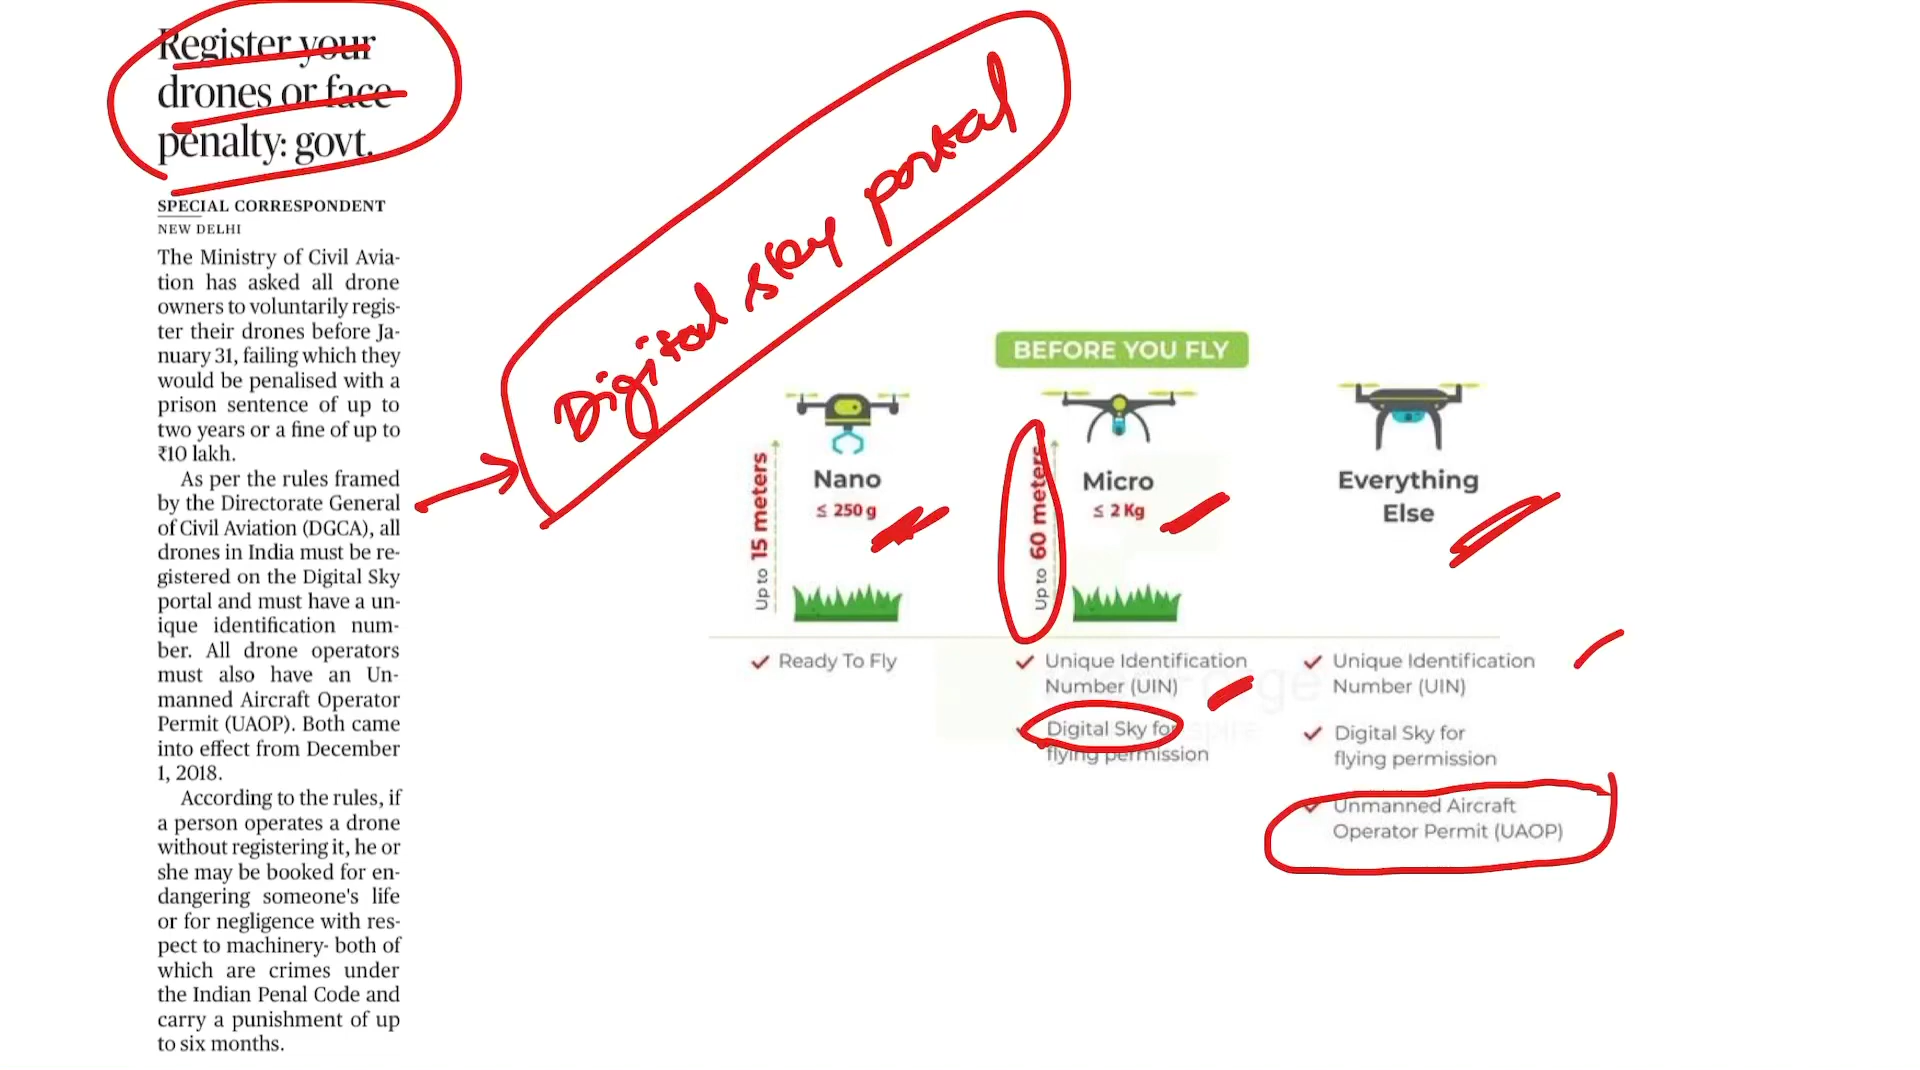 Register your
drones or face
penalty: govt.
SPECIAL CORRESPONDENT
NEW DELHI
The Ministry of Civil Avia-
tion has asked all drone
owners to voluntarily regis-
ter their drones before Ja-
nuary 31, failing which they
would be penalised with a
prison sentence of up to
two years or a fine of up to
₹10 lakh.
As per the rules framed
by the Directorate General
of Civil Aviation (DGCA), all
drones in India must be re-
gistered on the Digital Sky
portal and must have a un-
ique identification num-
ber. All drone operators
must also have an Un-
manned Aircraft Operator
Permit (UAOP). Both came
into effect from December
1, 2018.
According to the rules, if
a person operates a drone
without registering it, he or
she may be booked for en-
dangering someone's life
or for negligence with res-
pect to machinery- both of
which are crimes under
the Indian Penal Code and
carry a punishment of up
to six months.
Digital sky portal
BEFORE YOU FLY
Up to 15 meters
Nano
≤ 250 g
Ready To Fly
Up to 60 meters
Micro
≤ 2 Kg
Unique Identification
Number (UIN)
Digital Sky for
flying permission
Everything
Else
Unique Identification
Number (UIN)
Digital Sky for
flying permission
Unmanned Aircraft
Operator Permit (UAOP)